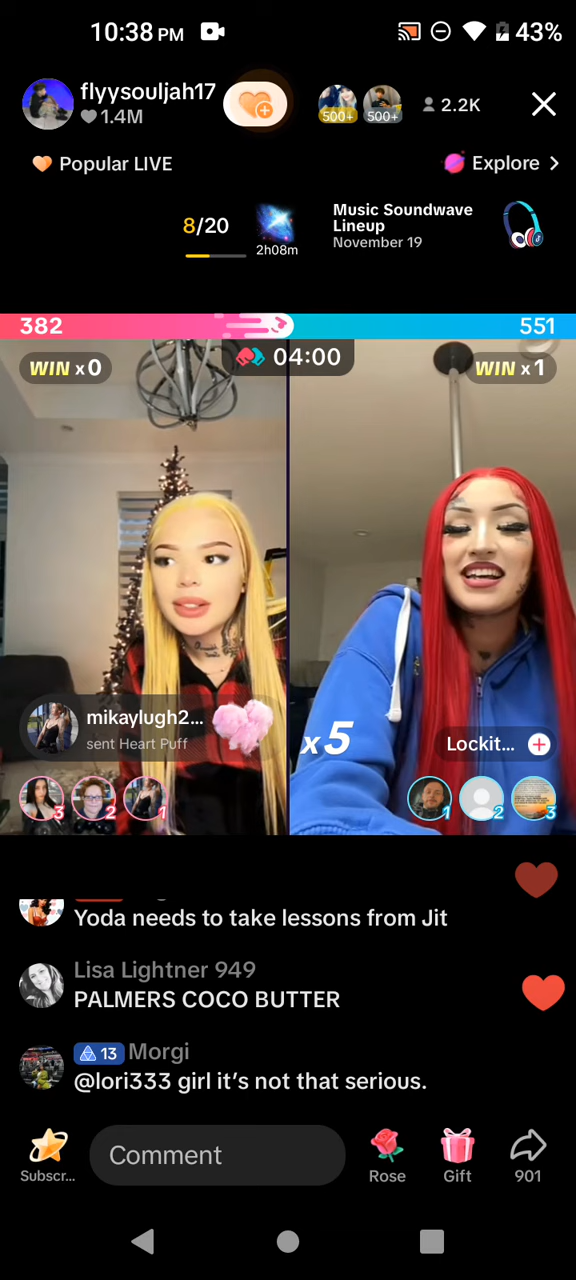 10:38 PM
43%
flyysouljah17
1.4M
500+
500+
2.2K
Popular LIVE
Explore >
8/20
2h08m
Music Soundwave
Lineup
November 19
382
551
WIN x0
04:00
WIN x1
mikaylugh2...
sent Heart Puff
x5
Lockit...
3
2
1
1
2
3
Yoda needs to take lessons from Jit
Lisa Lightner 949
PALMERS COCO BUTTER
13 Morgi
@lori333 girl it's not that serious.
Subscr...
Comment
Rose
Gift
901